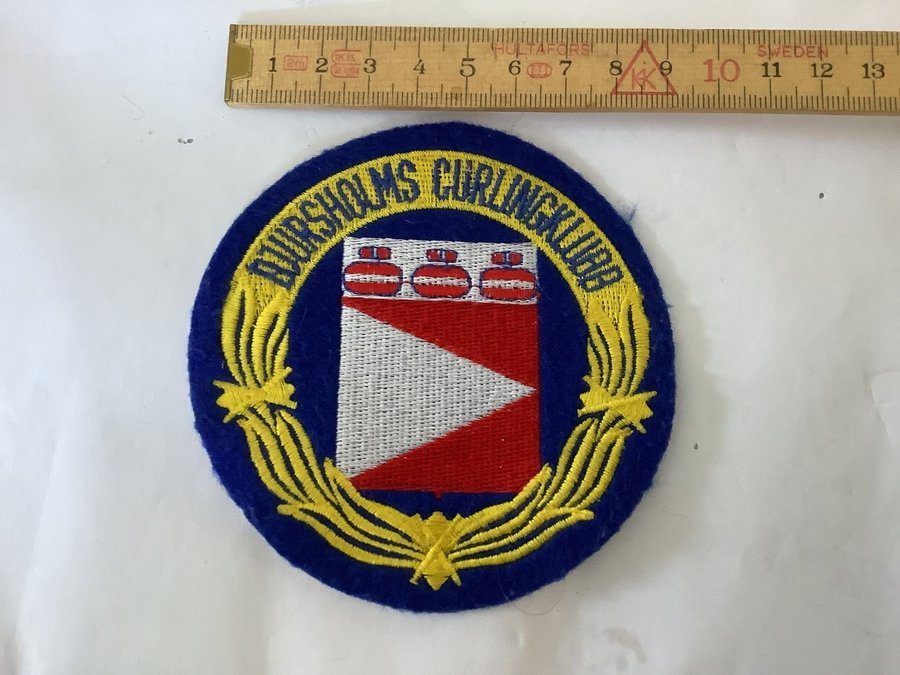 HULTAFORS SWEDEN
1 2 3 4 5 6 7 8 9 10 11 12 13
DJURSHOLMS CURLINGKLUBB